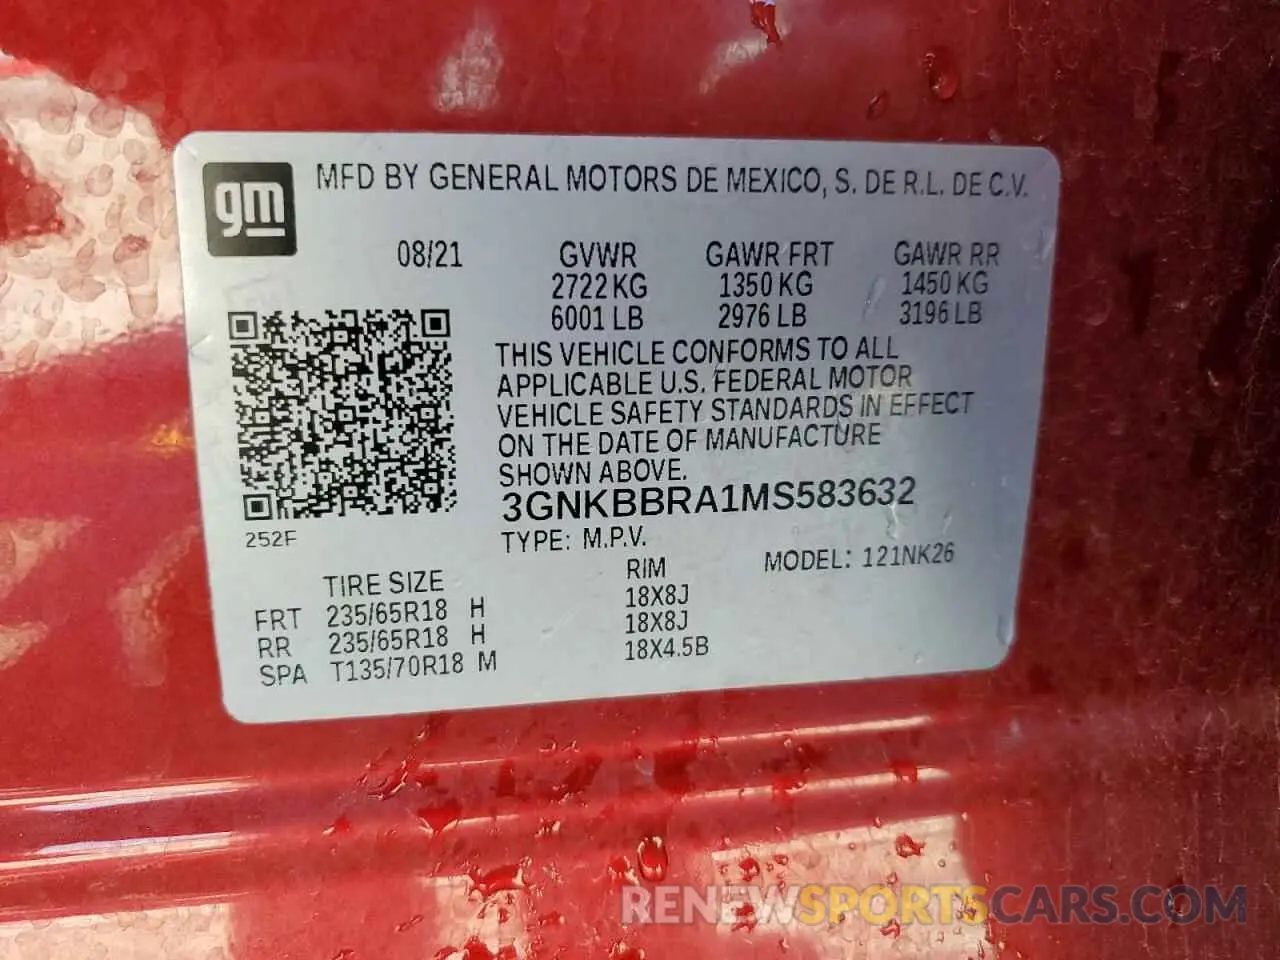 gm
MFD BY GENERAL MOTORS DE MEXICO, S. DE R.L. DE C.V.
08/21 GVWR GAWR FRT GAWR RR
2722 KG 1350 KG 1450 KG
6001 LB 2976 LB 3196 LB
THIS VEHICLE CONFORMS TO ALL
APPLICABLE U.S. FEDERAL MOTOR
VEHICLE SAFETY STANDARDS IN EFFECT
ON THE DATE OF MANUFACTURE
SHOWN ABOVE.
3GNKBBRA1MS583632
252F
TYPE: M.P.V. MODEL: 121NK26
TIRE SIZE RIM
FRT 235/65R18 H 18X8J
RR 235/65R18 H 18X8J
SPA T135/70R18 M 18X4.5B
RENEWSPORTSCARS.COM